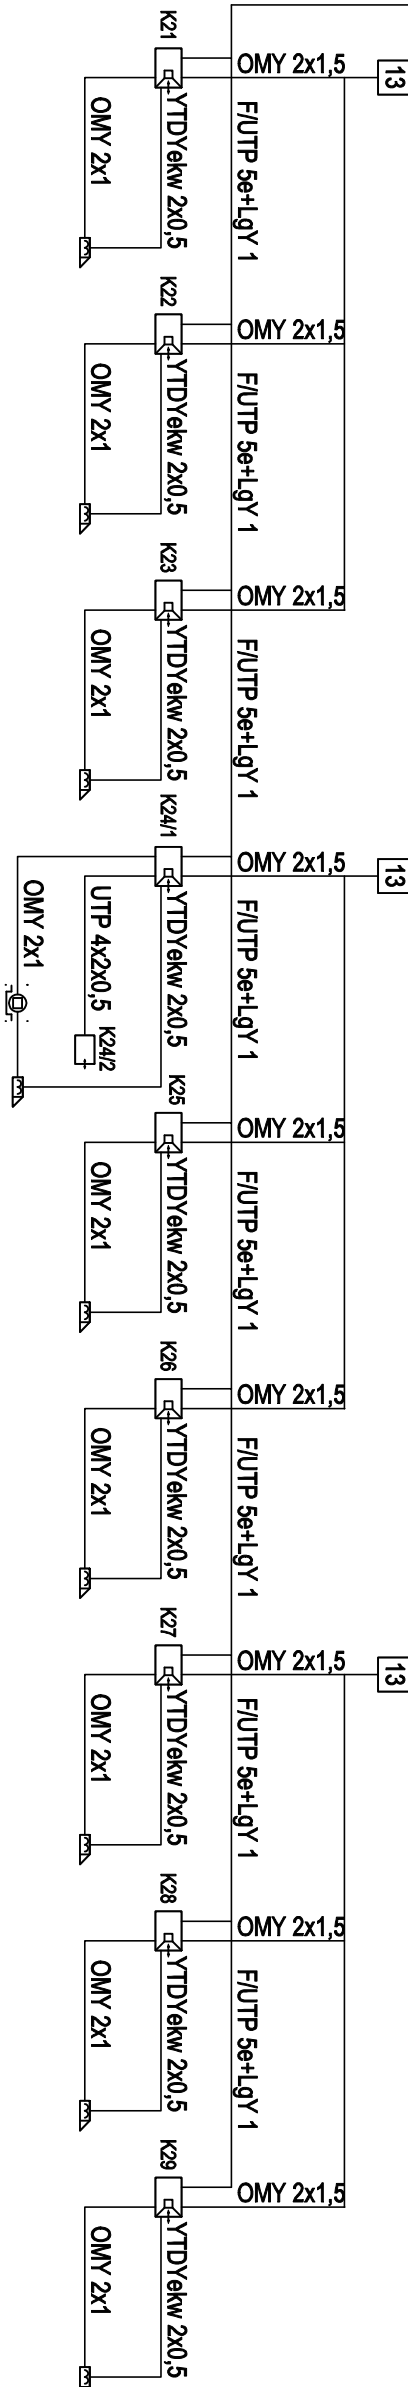 K21
OMY 2x1,5
13
F/UTP 5e+LgY 1
YTDYekw 2x0,5
OMY 2x1
K22
OMY 2x1,5
F/UTP 5e+LgY 1
YTDYekw 2x0,5
OMY 2x1
K23
OMY 2x1,5
F/UTP 5e+LgY 1
YTDYekw 2x0,5
OMY 2x1
K24/1
OMY 2x1,5
13
F/UTP 5e+LgY 1
YTDYekw 2x0,5
UTP 4x2x0,5
OMY 2x1
K24/2
K25
OMY 2x1,5
F/UTP 5e+LgY 1
YTDYekw 2x0,5
OMY 2x1
K26
OMY 2x1,5
F/UTP 5e+LgY 1
YTDYekw 2x0,5
OMY 2x1
K27
OMY 2x1,5
13
F/UTP 5e+LgY 1
YTDYekw 2x0,5
OMY 2x1
K28
OMY 2x1,5
F/UTP 5e+LgY 1
YTDYekw 2x0,5
OMY 2x1
K29
OMY 2x1,5
YTDYekw 2x0,5
OMY 2x1